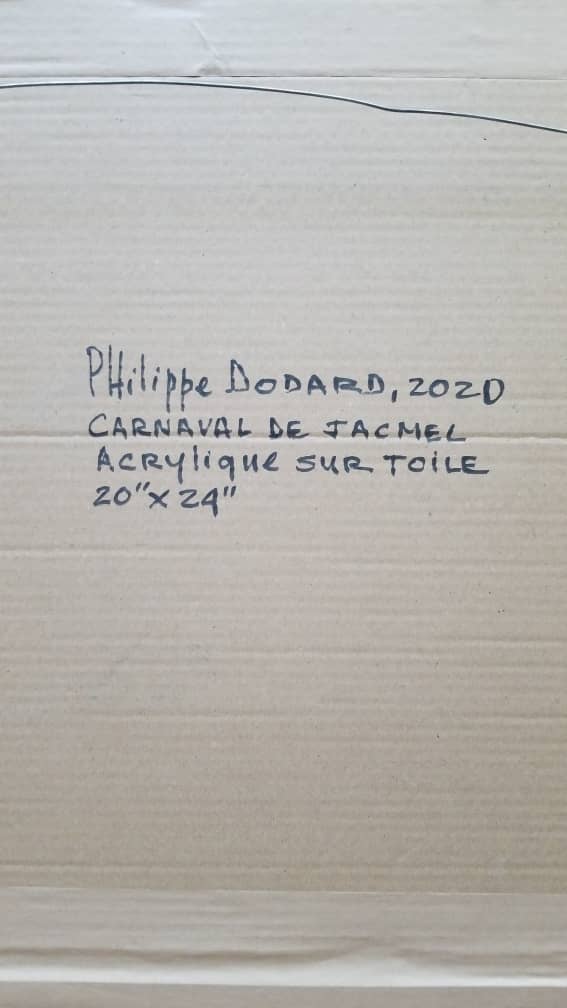 PHilippe DODARD, 2020
CARNAVAL DE JACMEL
ACRylique SUR TOiLE
20"x 24"